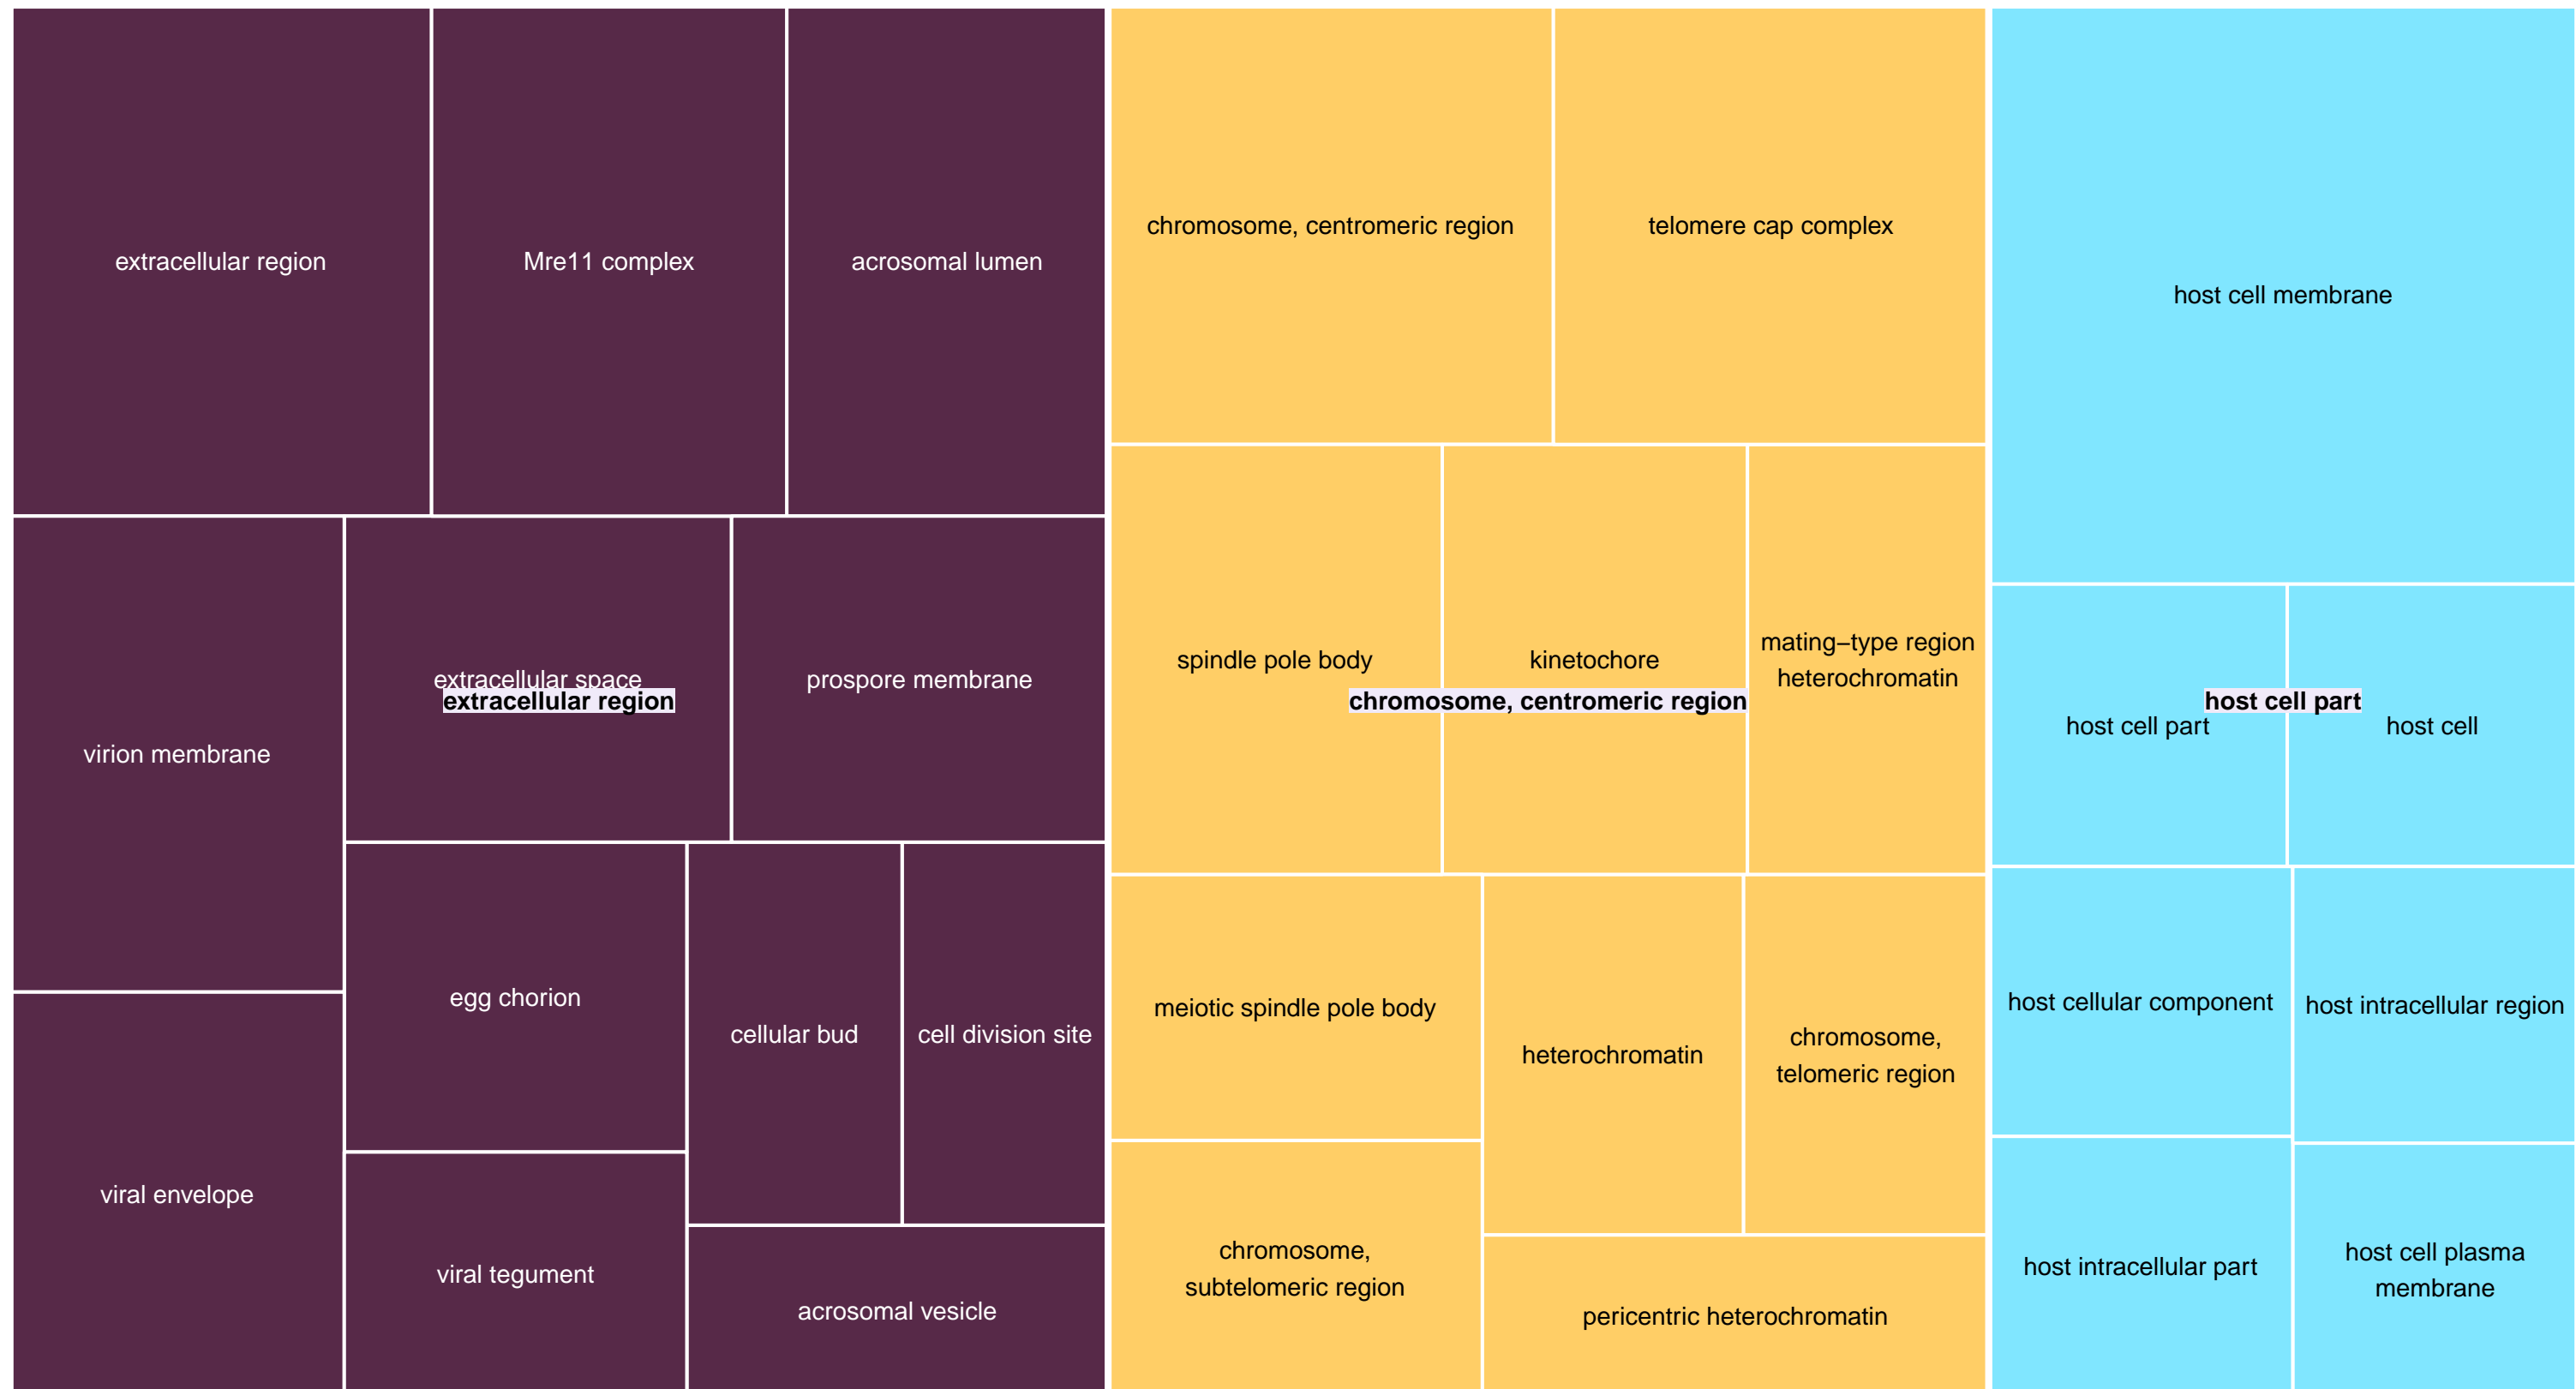 extracellular region
Mre11 complex
acrosomal lumen
virion membrane
extracellular space
extracellular region
prospore membrane
egg chorion
cellular bud
cell division site
viral envelope
viral tegument
acrosomal vesicle
chromosome, centromeric region
telomere cap complex
spindle pole body
kinetochore
mating−type region
heterochromatin
chromosome, centromeric region
meiotic spindle pole body
heterochromatin
chromosome,
telomeric region
chromosome,
subtelomeric region
pericentric heterochromatin
host cell membrane
host cell part
host cell part
host cell
host cellular component
host intracellular region
host intracellular part
host cell plasma
membrane